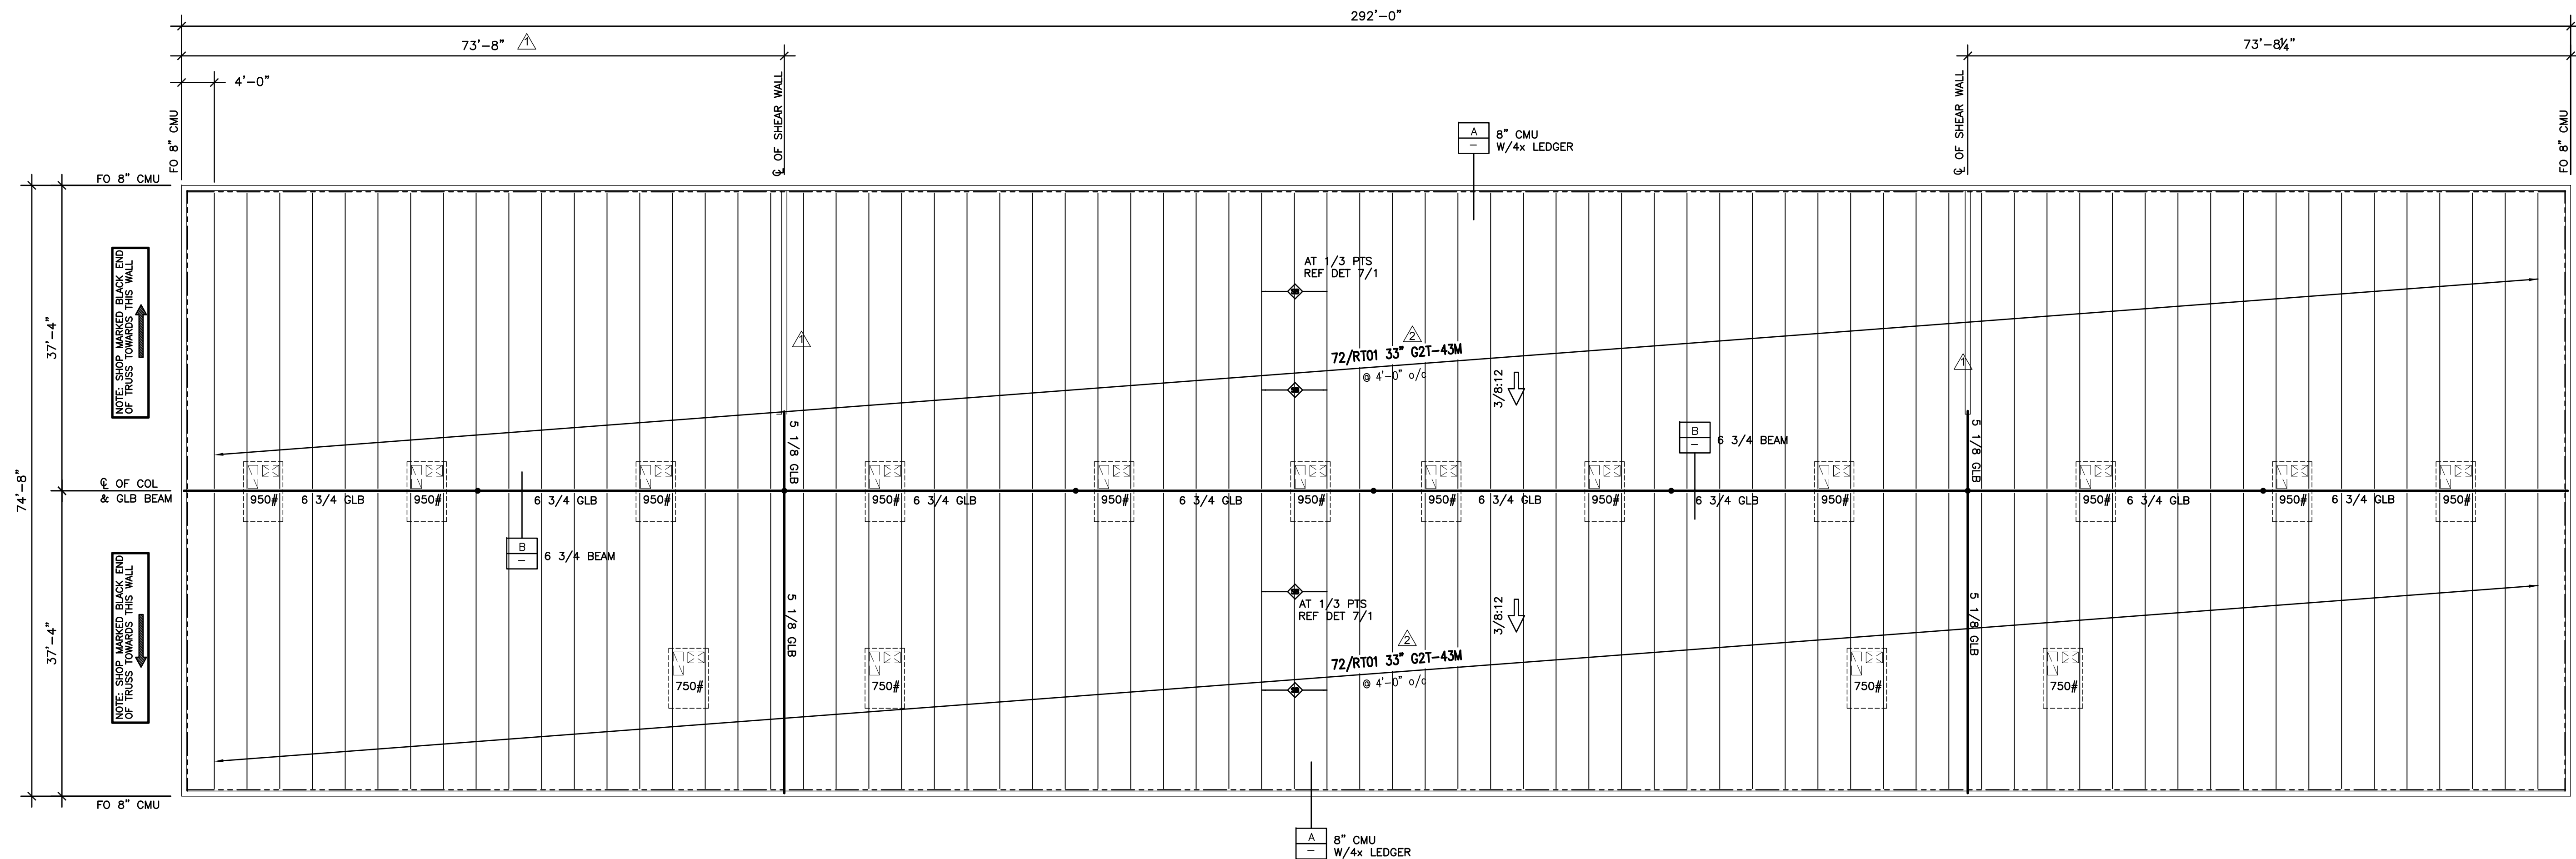 292'-0"
73'-8"
1
73'-8¼"
4'-0"
FO 8" CMU
℄ OF SHEAR WALL
℄ OF SHEAR WALL
FO 8" CMU
A
-
8" CMU
W/4x LEDGER
FO 8" CMU
NOTE: SHOP MARKED BLACK END
OF TRUSS TOWARDS THIS WALL
37'-4"
AT 1/3 PTS
REF DET 7/1
1
2
72/RT01 33" G2T-43M
@ 4'-0" o/c
3/8:12
1
5 1/8 GLB
5 1/8 GLB
B
-
6 3/4 BEAM
74'-8"
℄ OF COL
& GLB BEAM
950#
6 3/4 GLB
950#
6 3/4 GLB
950#
950#
6 3/4 GLB
950#
6 3/4 GLB
950#
950#
6 3/4 GLB
950#
6 3/4 GLB
950#
950#
6 3/4 GLB
950#
6 3/4 GLB
950#
B
-
6 3/4 BEAM
NOTE: SHOP MARKED BLACK END
OF TRUSS TOWARDS THIS WALL
37'-4"
5 1/8 GLB
AT 1/3 PTS
REF DET 7/1
2
72/RT01 33" G2T-43M
@ 4'-0" o/c
3/8:12
5 1/8 GLB
750#
750#
750#
750#
FO 8" CMU
A
-
8" CMU
W/4x LEDGER